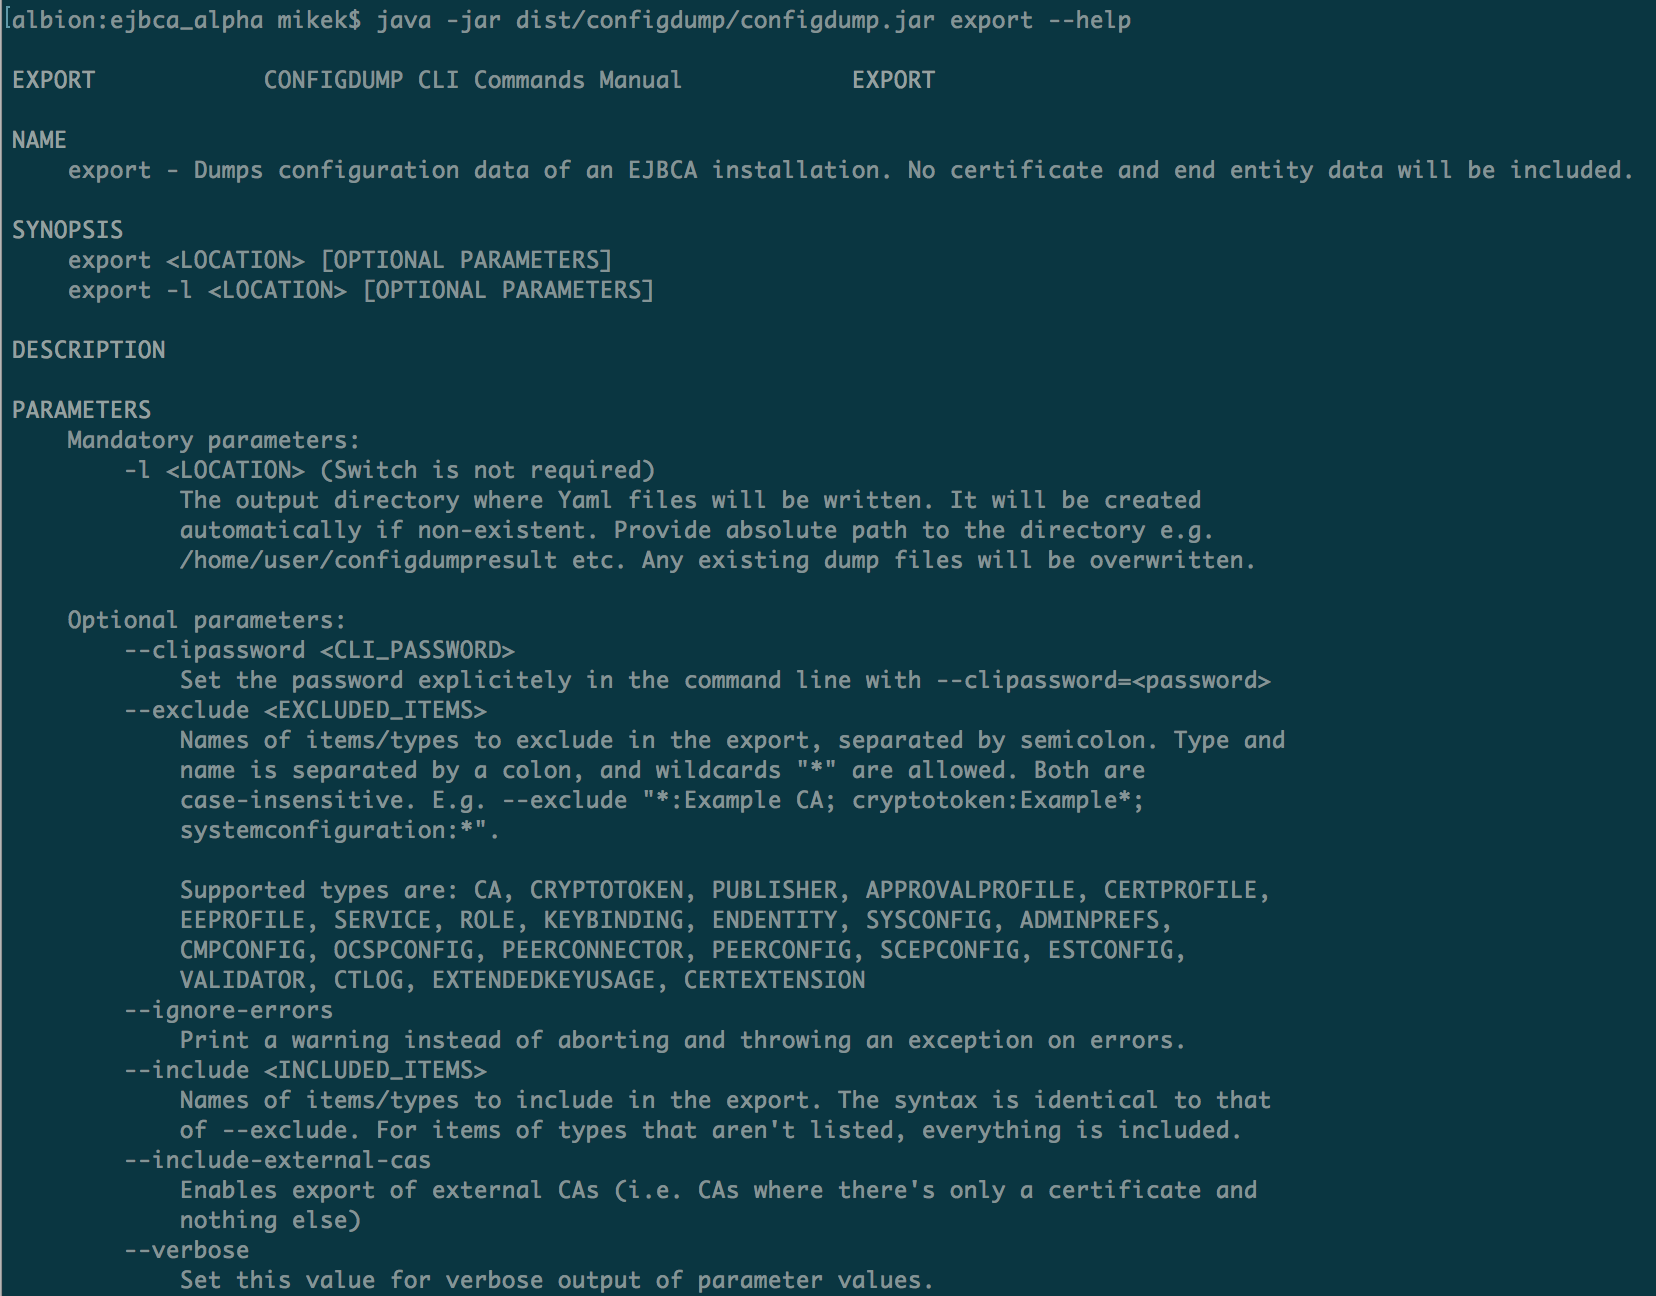 [albion:ejbca_alpha mikek$ java -jar dist/configdump/configdump.jar export --help
EXPORT            CONFIGDUMP CLI Commands Manual            EXPORT
NAME
    export - Dumps configuration data of an EJBCA installation. No certificate and end entity data will be included.
SYNOPSIS
    export <LOCATION> [OPTIONAL PARAMETERS]
    export -l <LOCATION> [OPTIONAL PARAMETERS]
DESCRIPTION
PARAMETERS
    Mandatory parameters:
        -l <LOCATION> (Switch is not required)
            The output directory where Yaml files will be written. It will be created
            automatically if non-existent. Provide absolute path to the directory e.g.
            /home/user/configdumpresult etc. Any existing dump files will be overwritten.
    Optional parameters:
        --clipassword <CLI_PASSWORD>
            Set the password explicitely in the command line with --clipassword=<password>
        --exclude <EXCLUDED_ITEMS>
            Names of items/types to exclude in the export, separated by semicolon. Type and
            name is separated by a colon, and wildcards "*" are allowed. Both are
            case-insensitive. E.g. --exclude "*:Example CA; cryptotoken:Example*;
            systemconfiguration:*".
            Supported types are: CA, CRYPTOTOKEN, PUBLISHER, APPROVALPROFILE, CERTPROFILE,
            EEPROFILE, SERVICE, ROLE, KEYBINDING, ENDENTITY, SYSCONFIG, ADMINPREFS,
            CMPCONFIG, OCSPCONFIG, PEERCONNECTOR, PEERCONFIG, SCEPCONFIG, ESTCONFIG,
            VALIDATOR, CTLOG, EXTENDEDKEYUSAGE, CERTEXTENSION
        --ignore-errors
            Print a warning instead of aborting and throwing an exception on errors.
        --include <INCLUDED_ITEMS>
            Names of items/types to include in the export. The syntax is identical to that
            of --exclude. For items of types that aren't listed, everything is included.
        --include-external-cas
            Enables export of external CAs (i.e. CAs where there's only a certificate and
            nothing else)
        --verbose
            Set this value for verbose output of parameter values.